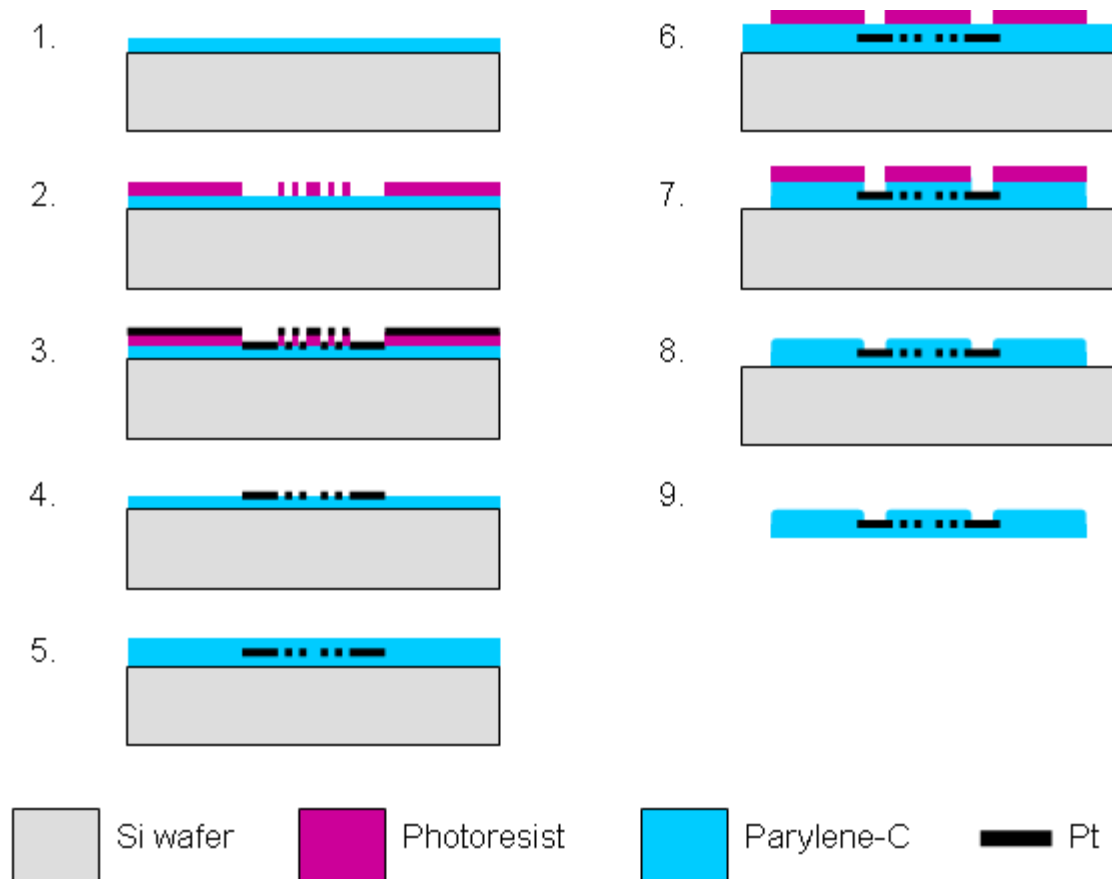 1.
2.
3.
4.
5.
6.
7.
8.
9.
Si wafer
Photoresist
Parylene-C
Pt